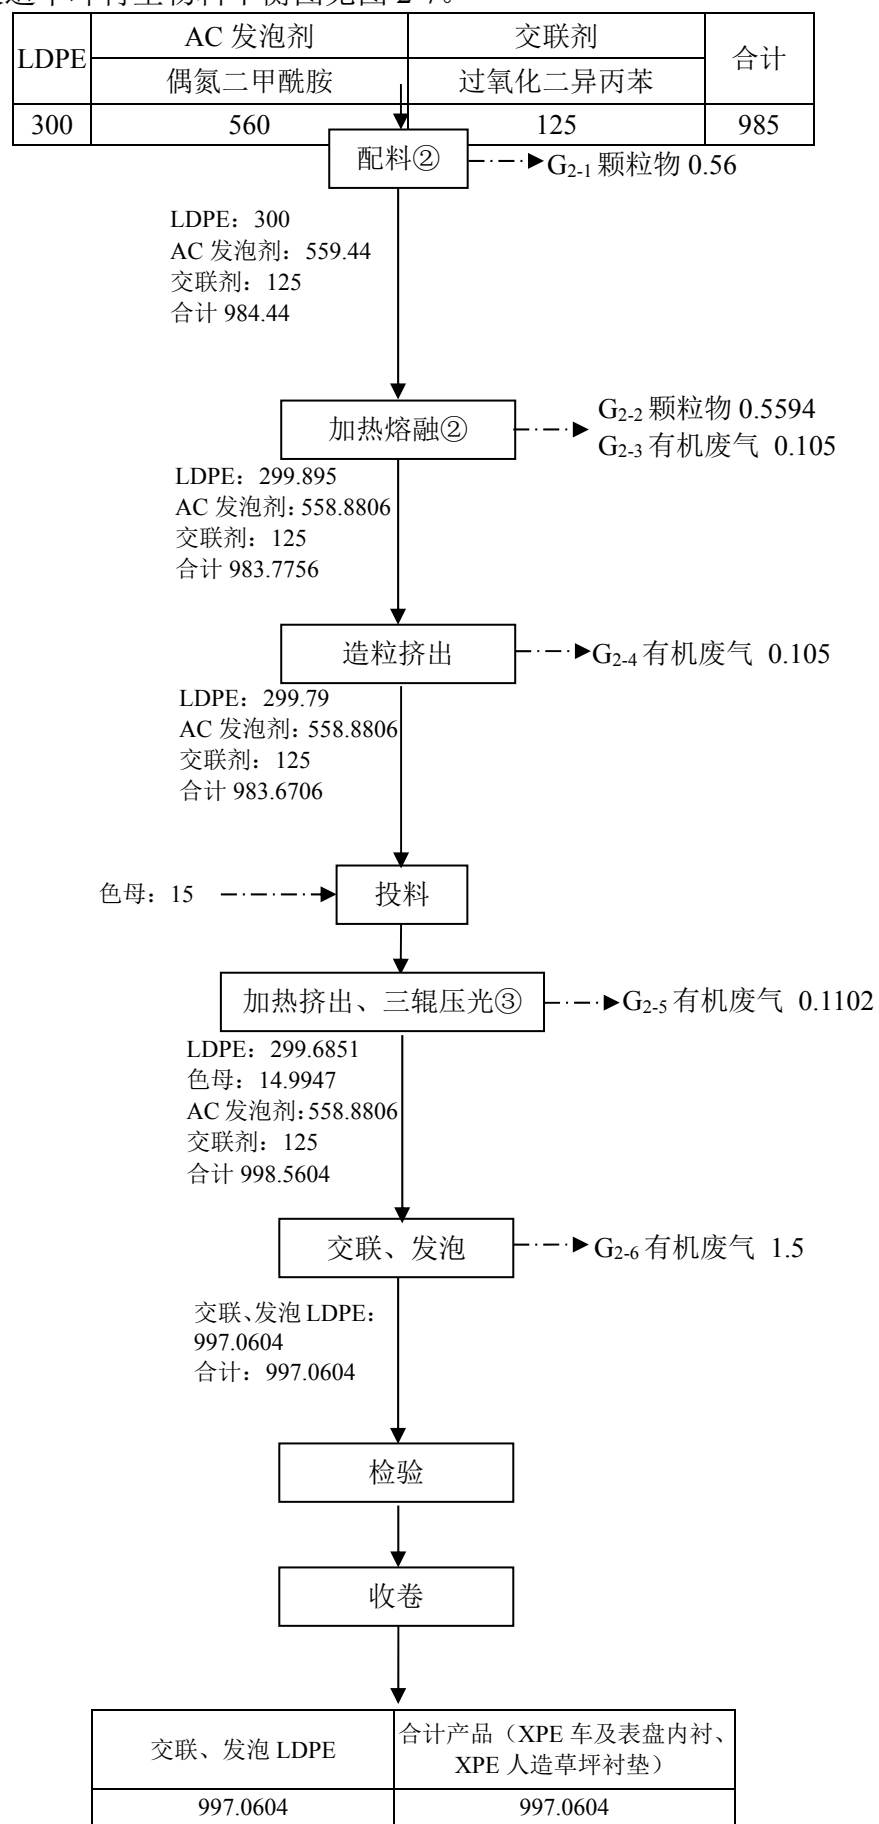 LDPE AC 发泡剂 交联剂 合计
偶氮二甲酰胺 过氧化二异丙苯
300 560 125 985
配料②
G2-1 颗粒物 0.56
LDPE：300
AC 发泡剂：559.44
交联剂：125
合计 984.44
加热熔融②
G2-2 颗粒物 0.5594
G2-3 有机废气 0.105
LDPE：299.895
AC 发泡剂：558.8806
交联剂：125
合计 983.7756
造粒挤出
G2-4 有机废气 0.105
LDPE：299.79
AC 发泡剂：558.8806
交联剂：125
合计 983.6706
色母：15
投料
加热挤出、三辊压光③
G2-5 有机废气 0.1102
LDPE：299.6851
色母：14.9947
AC 发泡剂：558.8806
交联剂：125
合计 998.5604
交联、发泡
G2-6 有机废气 1.5
交联、发泡 LDPE：
997.0604
合计：997.0604
检验
收卷
交联、发泡 LDPE
合计产品（XPE 车及表盘内衬、
XPE 人造草坪衬垫）
997.0604 997.0604